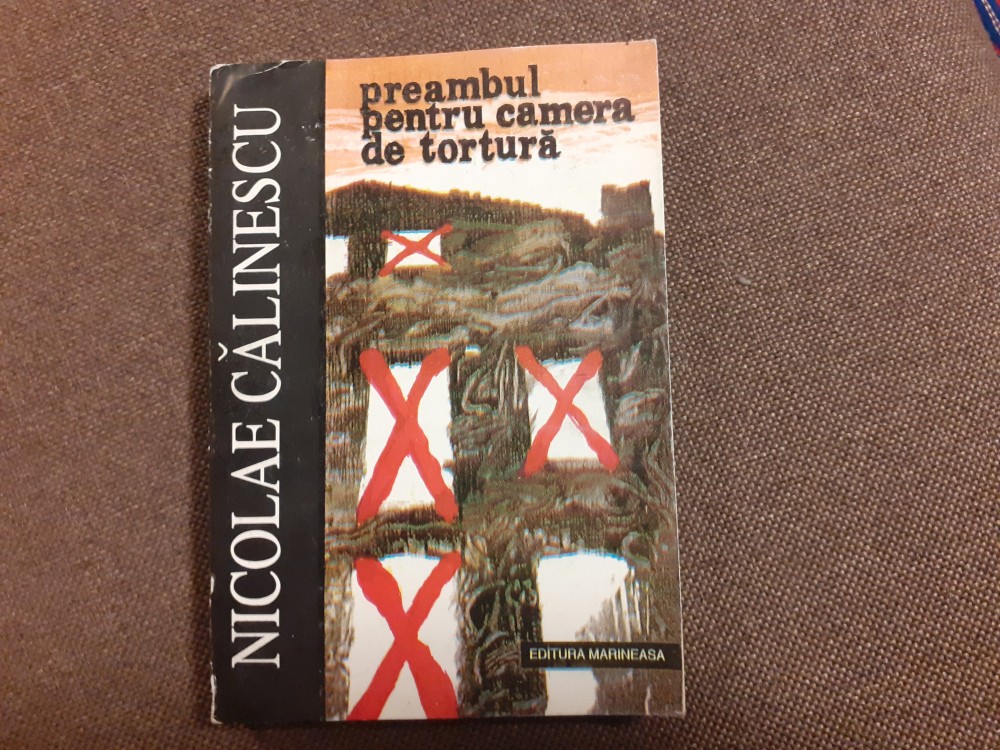 NICOLAE CĂLINESCU
preambul
pentru camera
de tortură
EDITURA MARINEASA